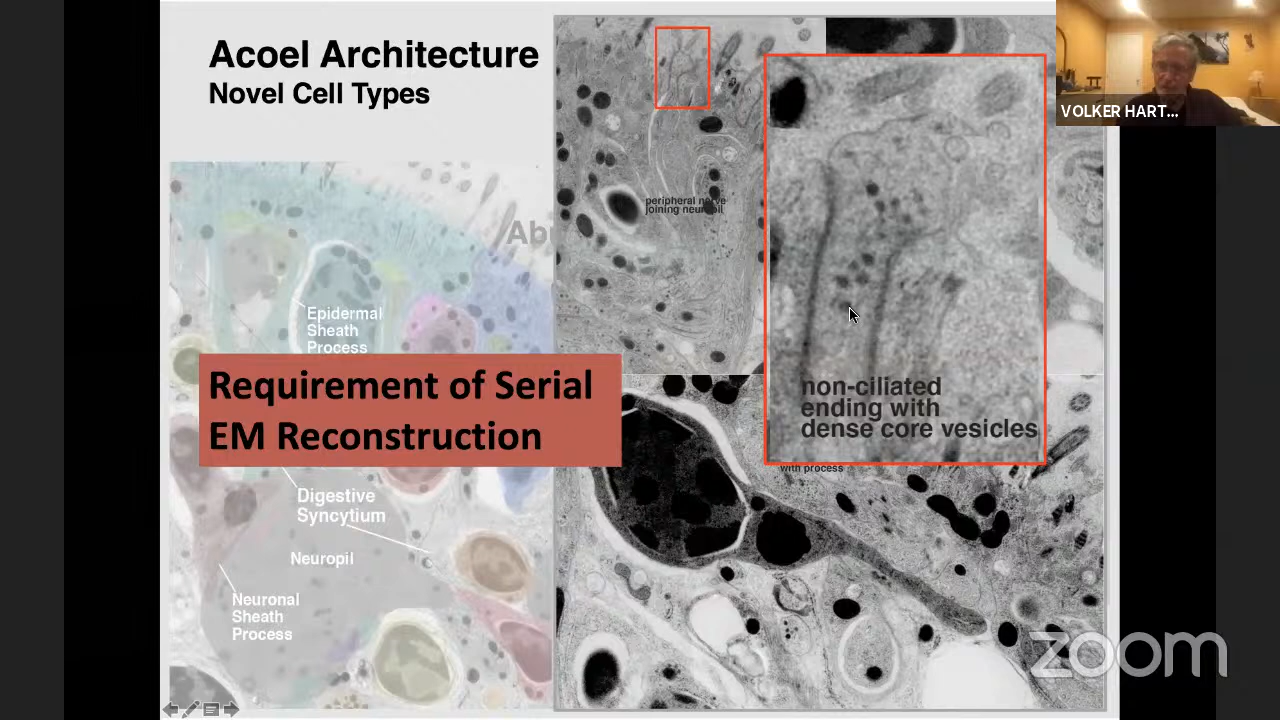 Acoel Architecture
Novel Cell Types
VOLKER HART...
peripheral nerve
joining neuropil
Epidermal
Sheath
Process
Requirement of Serial
EM Reconstruction
non-ciliated
ending with
dense core vesicles
with process
Digestive
Syncytium
Neuropil
Neuronal
Sheath
Process
zoom